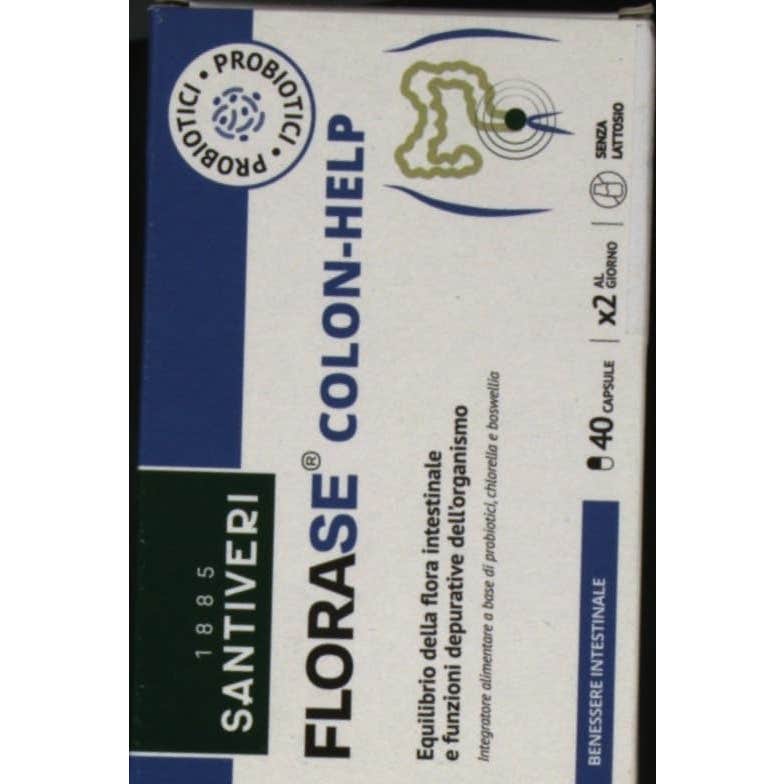 1885
SANTIVERI
PROBIOTICI • PROBIOTICI •
FLORASE® COLON-HELP
Equilibrio della flora intestinale
e funzioni depurative dell'organismo
Integratore alimentare a base di probiotici, chlorella e boswellia
BENESSERE INTESTINALE
40 CAPSULE
x2 AL
GIORNO
SENZA
LATTOSIO